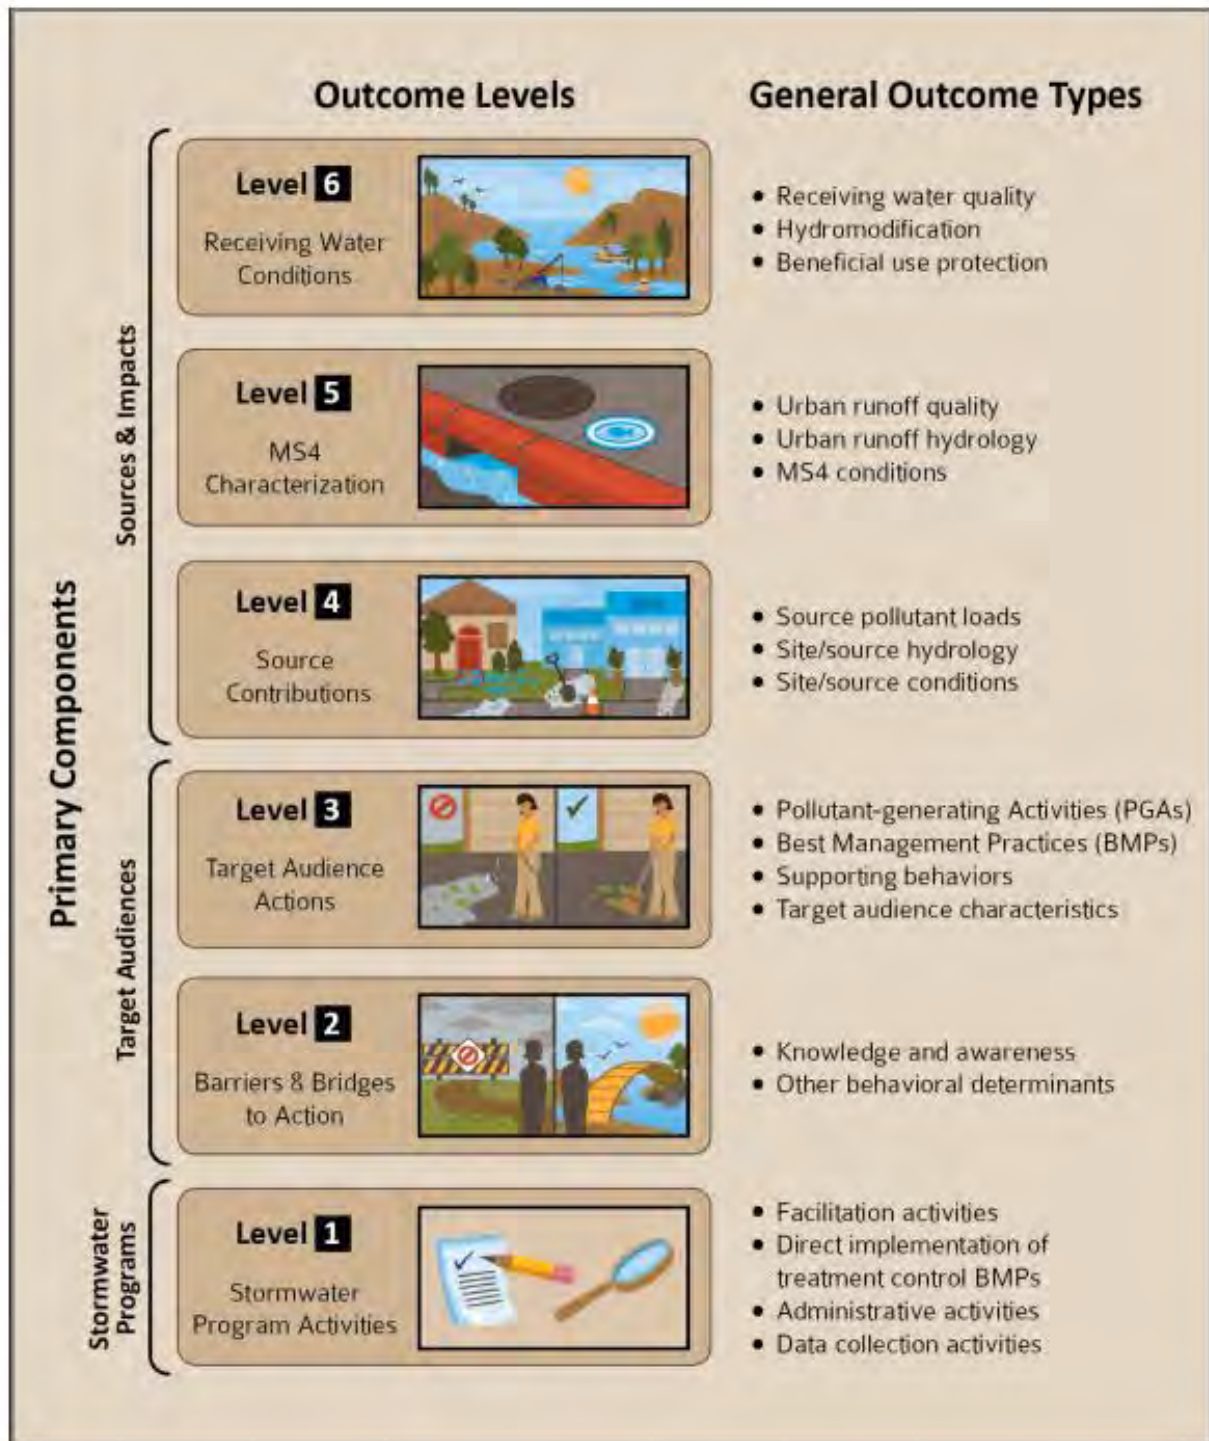 Outcome Levels
General Outcome Types
Primary Components
Sources & Impacts
Level 6
Receiving Water
Conditions
• Receiving water quality
• Hydromodification
• Beneficial use protection
Level 5
MS4
Characterization
• Urban runoff quality
• Urban runoff hydrology
• MS4 conditions
Level 4
Source
Contributions
• Source pollutant loads
• Site/source hydrology
• Site/source conditions
Target Audiences
Level 3
Target Audience
Actions
• Pollutant-generating Activities (PGAs)
• Best Management Practices (BMPs)
• Supporting behaviors
• Target audience characteristics
Level 2
Barriers & Bridges
to Action
• Knowledge and awareness
• Other behavioral determinants
Stormwater
Programs
Level 1
Stormwater
Program Activities
• Facilitation activities
• Direct implementation of
treatment control BMPs
• Administrative activities
• Data collection activities